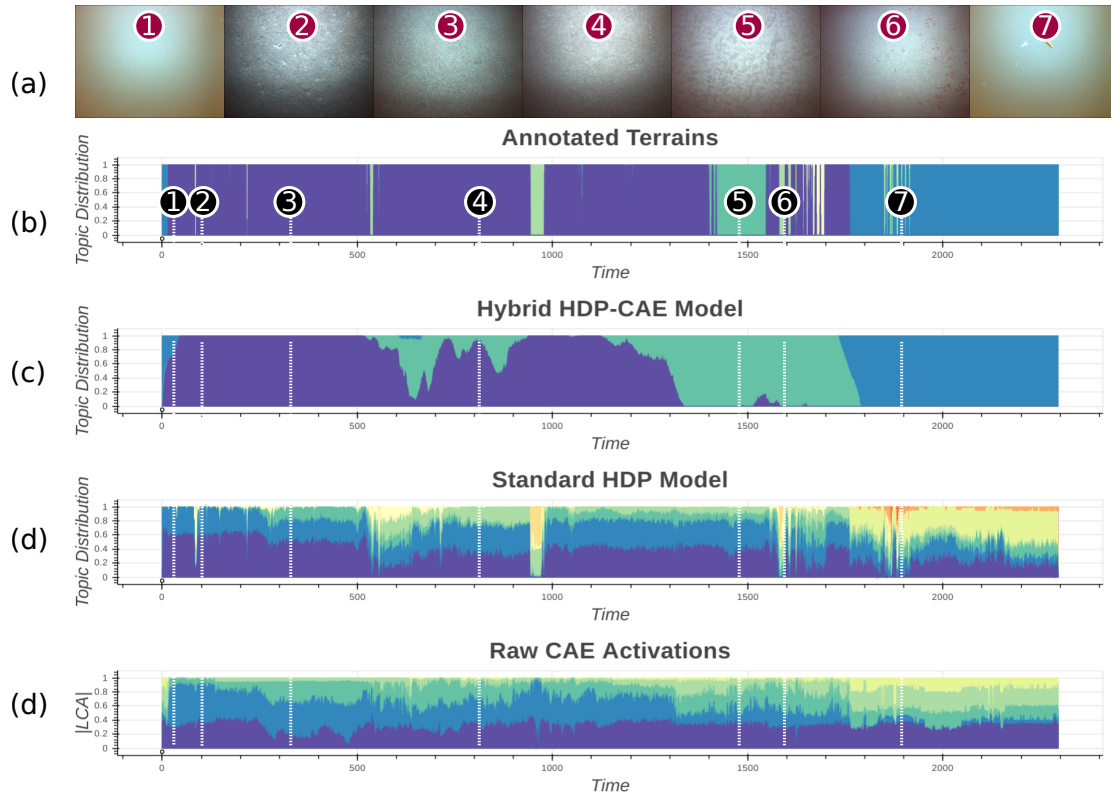 (a)
1 2 3 4 5 6 7
Annotated Terrains
(b)
Topic Distribution
1
0.8
0.6
0.4
0.2
0
1 2 3 4 5 6 7
0 500 1000 1500 2000
Time
Hybrid HDP-CAE Model
(c)
Topic Distribution
1
0.8
0.6
0.4
0.2
0
0 500 1000 1500 2000
Time
Standard HDP Model
(d)
Topic Distribution
1
0.8
0.6
0.4
0.2
0
0 500 1000 1500 2000
Time
Raw CAE Activations
(d)
|LCA|
1
0.8
0.6
0.4
0.2
0
0 500 1000 1500 2000
Time